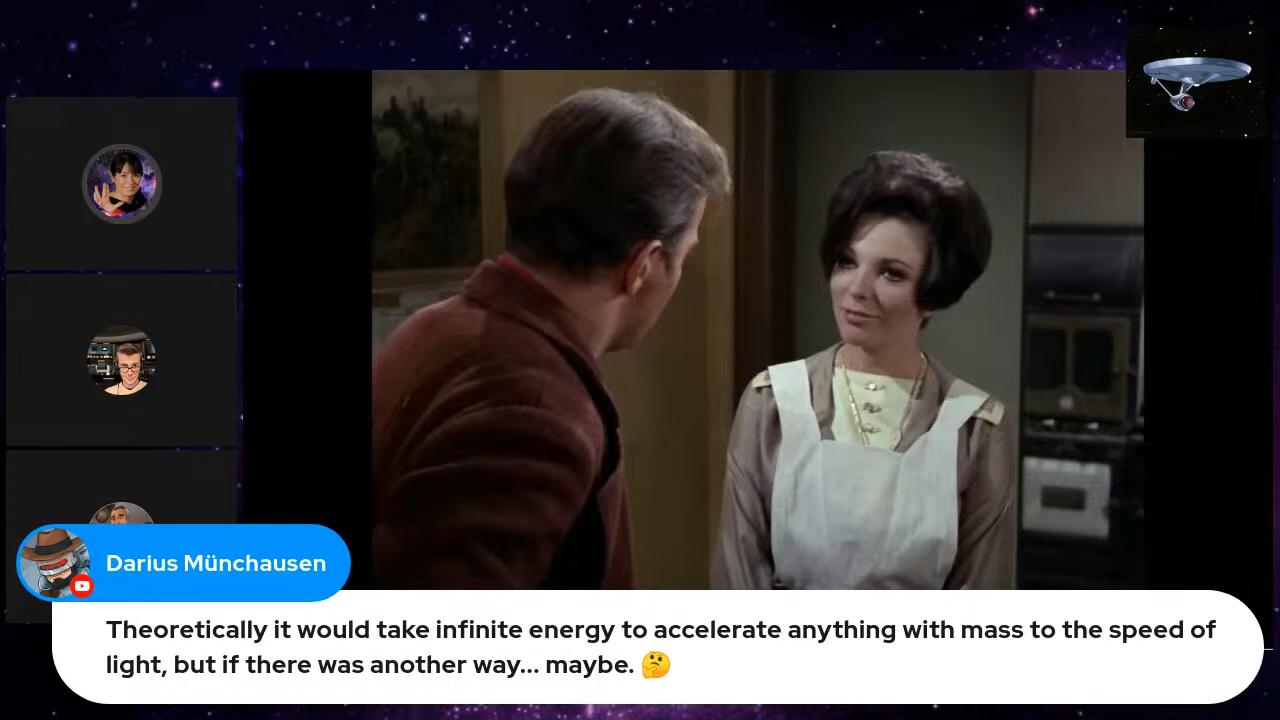 Darius Münchausen
Theoretically it would take infinite energy to accelerate anything with mass to the speed of
light, but if there was another way... maybe. 🤔